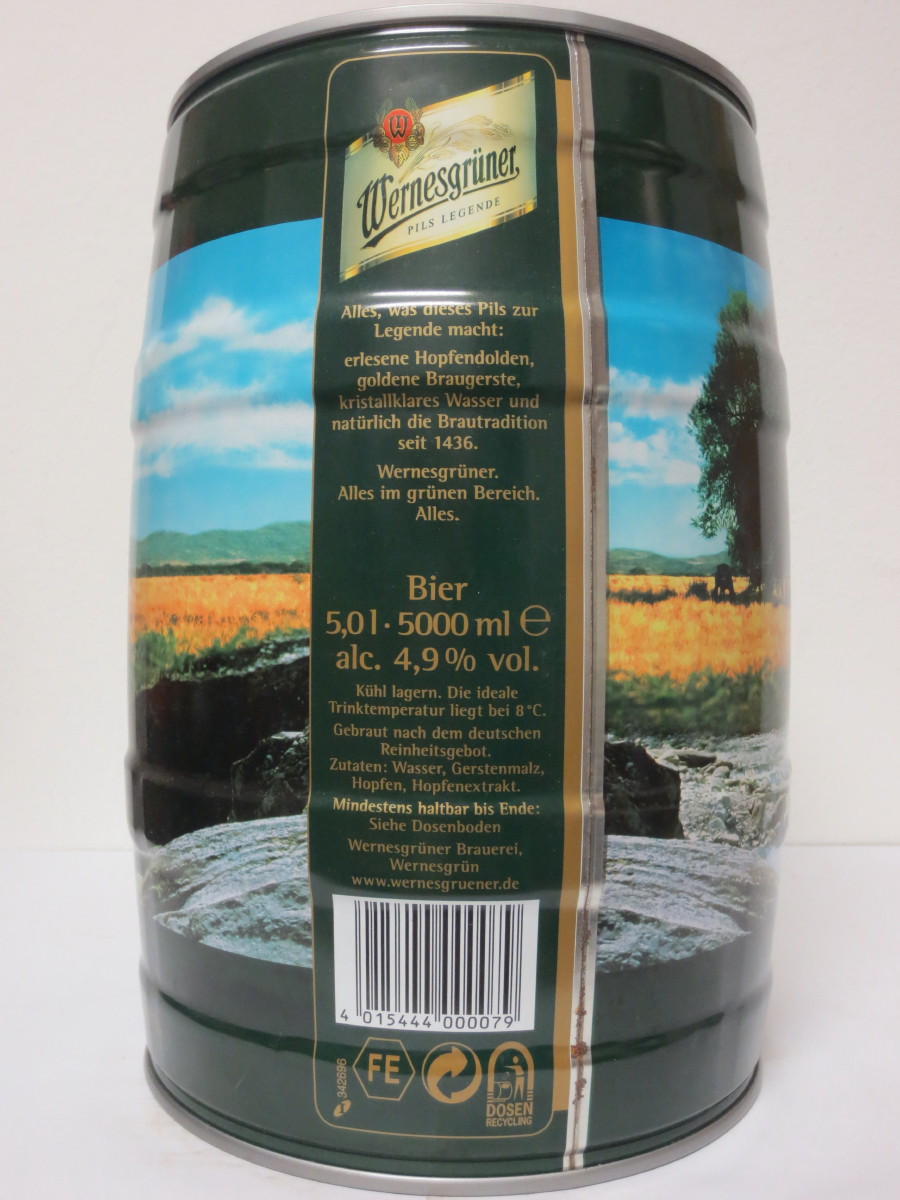 W
Wernesgrüner
PILS LEGENDE
Alles, was dieses Pils zur
Legende macht:
erlesene Hopfendolden,
goldene Braugerste,
kristallklares Wasser und
natürlich die Brautradition
seit 1436.
Wernesgrüner.
Alles im grünen Bereich.
Alles.
Bier
5,0 l · 5000 ml ℮
alc. 4,9 % vol.
Kühl lagern. Die ideale
Trinktemperatur liegt bei 8 °C.
Gebraut nach dem deutschen
Reinheitsgebot.
Zutaten: Wasser, Gerstenmalz,
Hopfen, Hopfenextrakt.
Mindestens haltbar bis Ende:
Siehe Dosenboden
Wernesgrüner Brauerei,
Wernesgrün
www.wernesgruener.de
4 015444 000079
342696
FE
DOSEN
RECYCLING